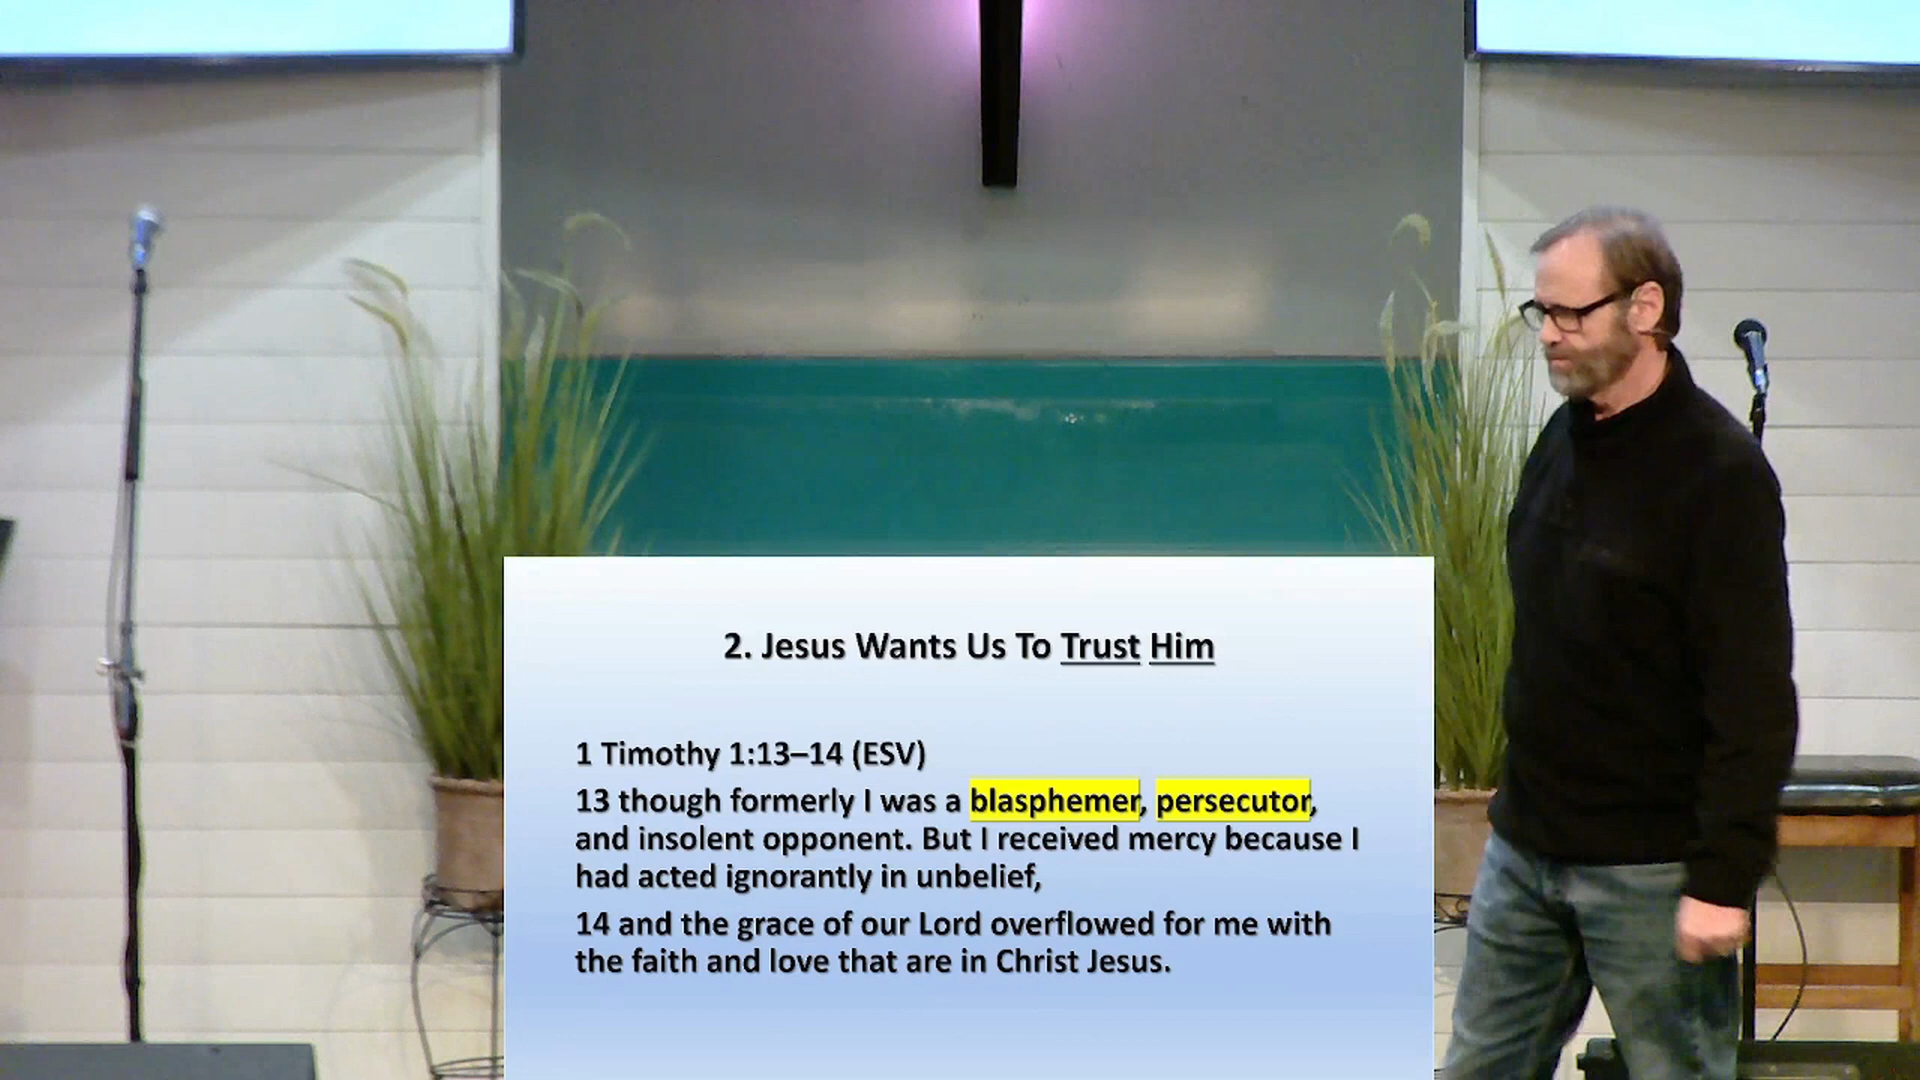 2. Jesus Wants Us To Trust Him
1 Timothy 1:13–14 (ESV)
13 though formerly I was a blasphemer, persecutor,
and insolent opponent. But I received mercy because I
had acted ignorantly in unbelief,
14 and the grace of our Lord overflowed for me with
the faith and love that are in Christ Jesus.